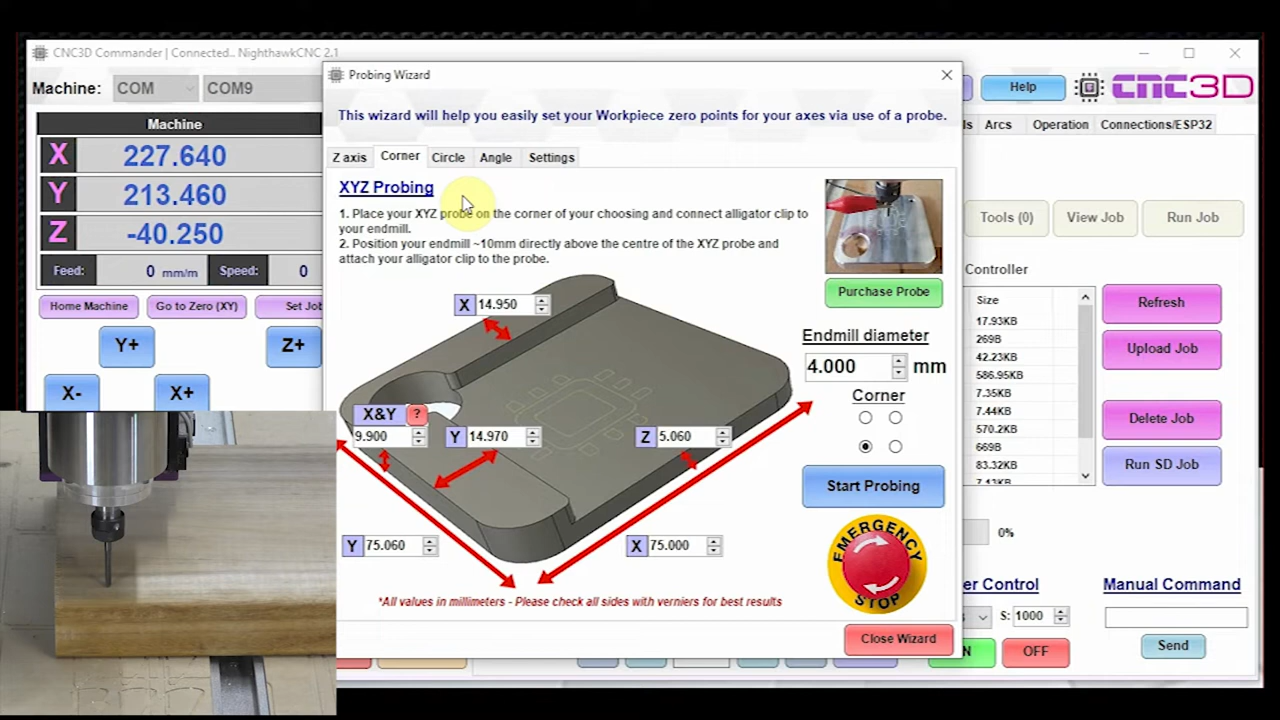 CNC3D Commander | Connected.. NighthawkCNC 2.1
Machine: COM COM9
Help
CNC3D
Machine
X 227.640
Y 213.460
Z -40.250
Feed: 0 mm/m Speed: 0
Home Machine
Go to Zero (XY)
Set Jo
Y+
Z+
X-
X+
Probing Wizard
This wizard will help you easily set your Workpiece zero points for your axes via use of a probe.
Z axis Corner Circle Angle Settings
XYZ Probing
1. Place your XYZ probe on the corner of your choosing and connect alligator clip to
your endmill.
2. Position your endmill ~10mm directly above the centre of the XYZ probe and
attach your alligator clip to the probe.
Purchase Probe
X 14.950
Endmill diameter
4.000 mm
Corner
X&Y ?
9.900
Y 14.970
Z 5.060
Start Probing
Y 75.060
X 75.000
EMERGENCY
STOP
*All values in millimeters - Please check all sides with verniers for best results
Close Wizard
ls Arcs Operation Connections/ESP32
Tools (0)
View Job
Run Job
Controller
Size
17.93KB
269B
42.23KB
586.95KB
7.35KB
7.44KB
570.2KB
669B
83.32KB
7.13KB
Refresh
Upload Job
Delete Job
Run SD Job
0%
er Control
Manual Command
S: 1000
N
OFF
Send